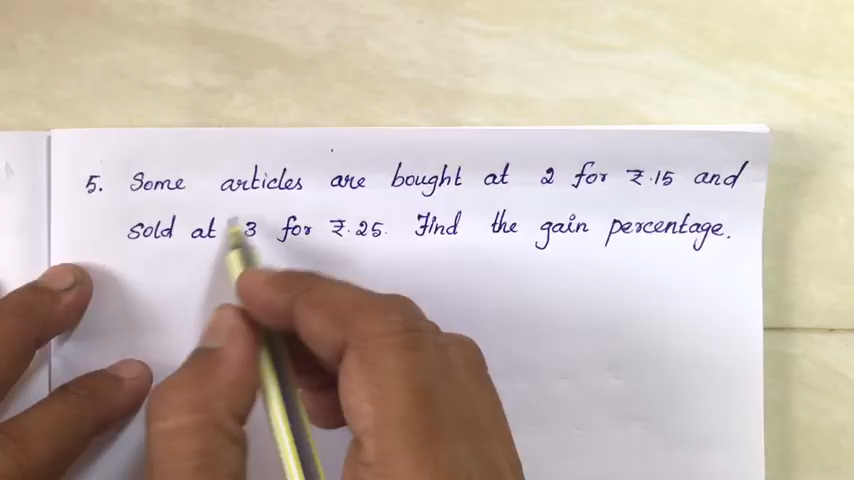 5. Some articles are bought at 2 for ₹.15 and
sold at 3 for ₹.25. Find the gain percentage.